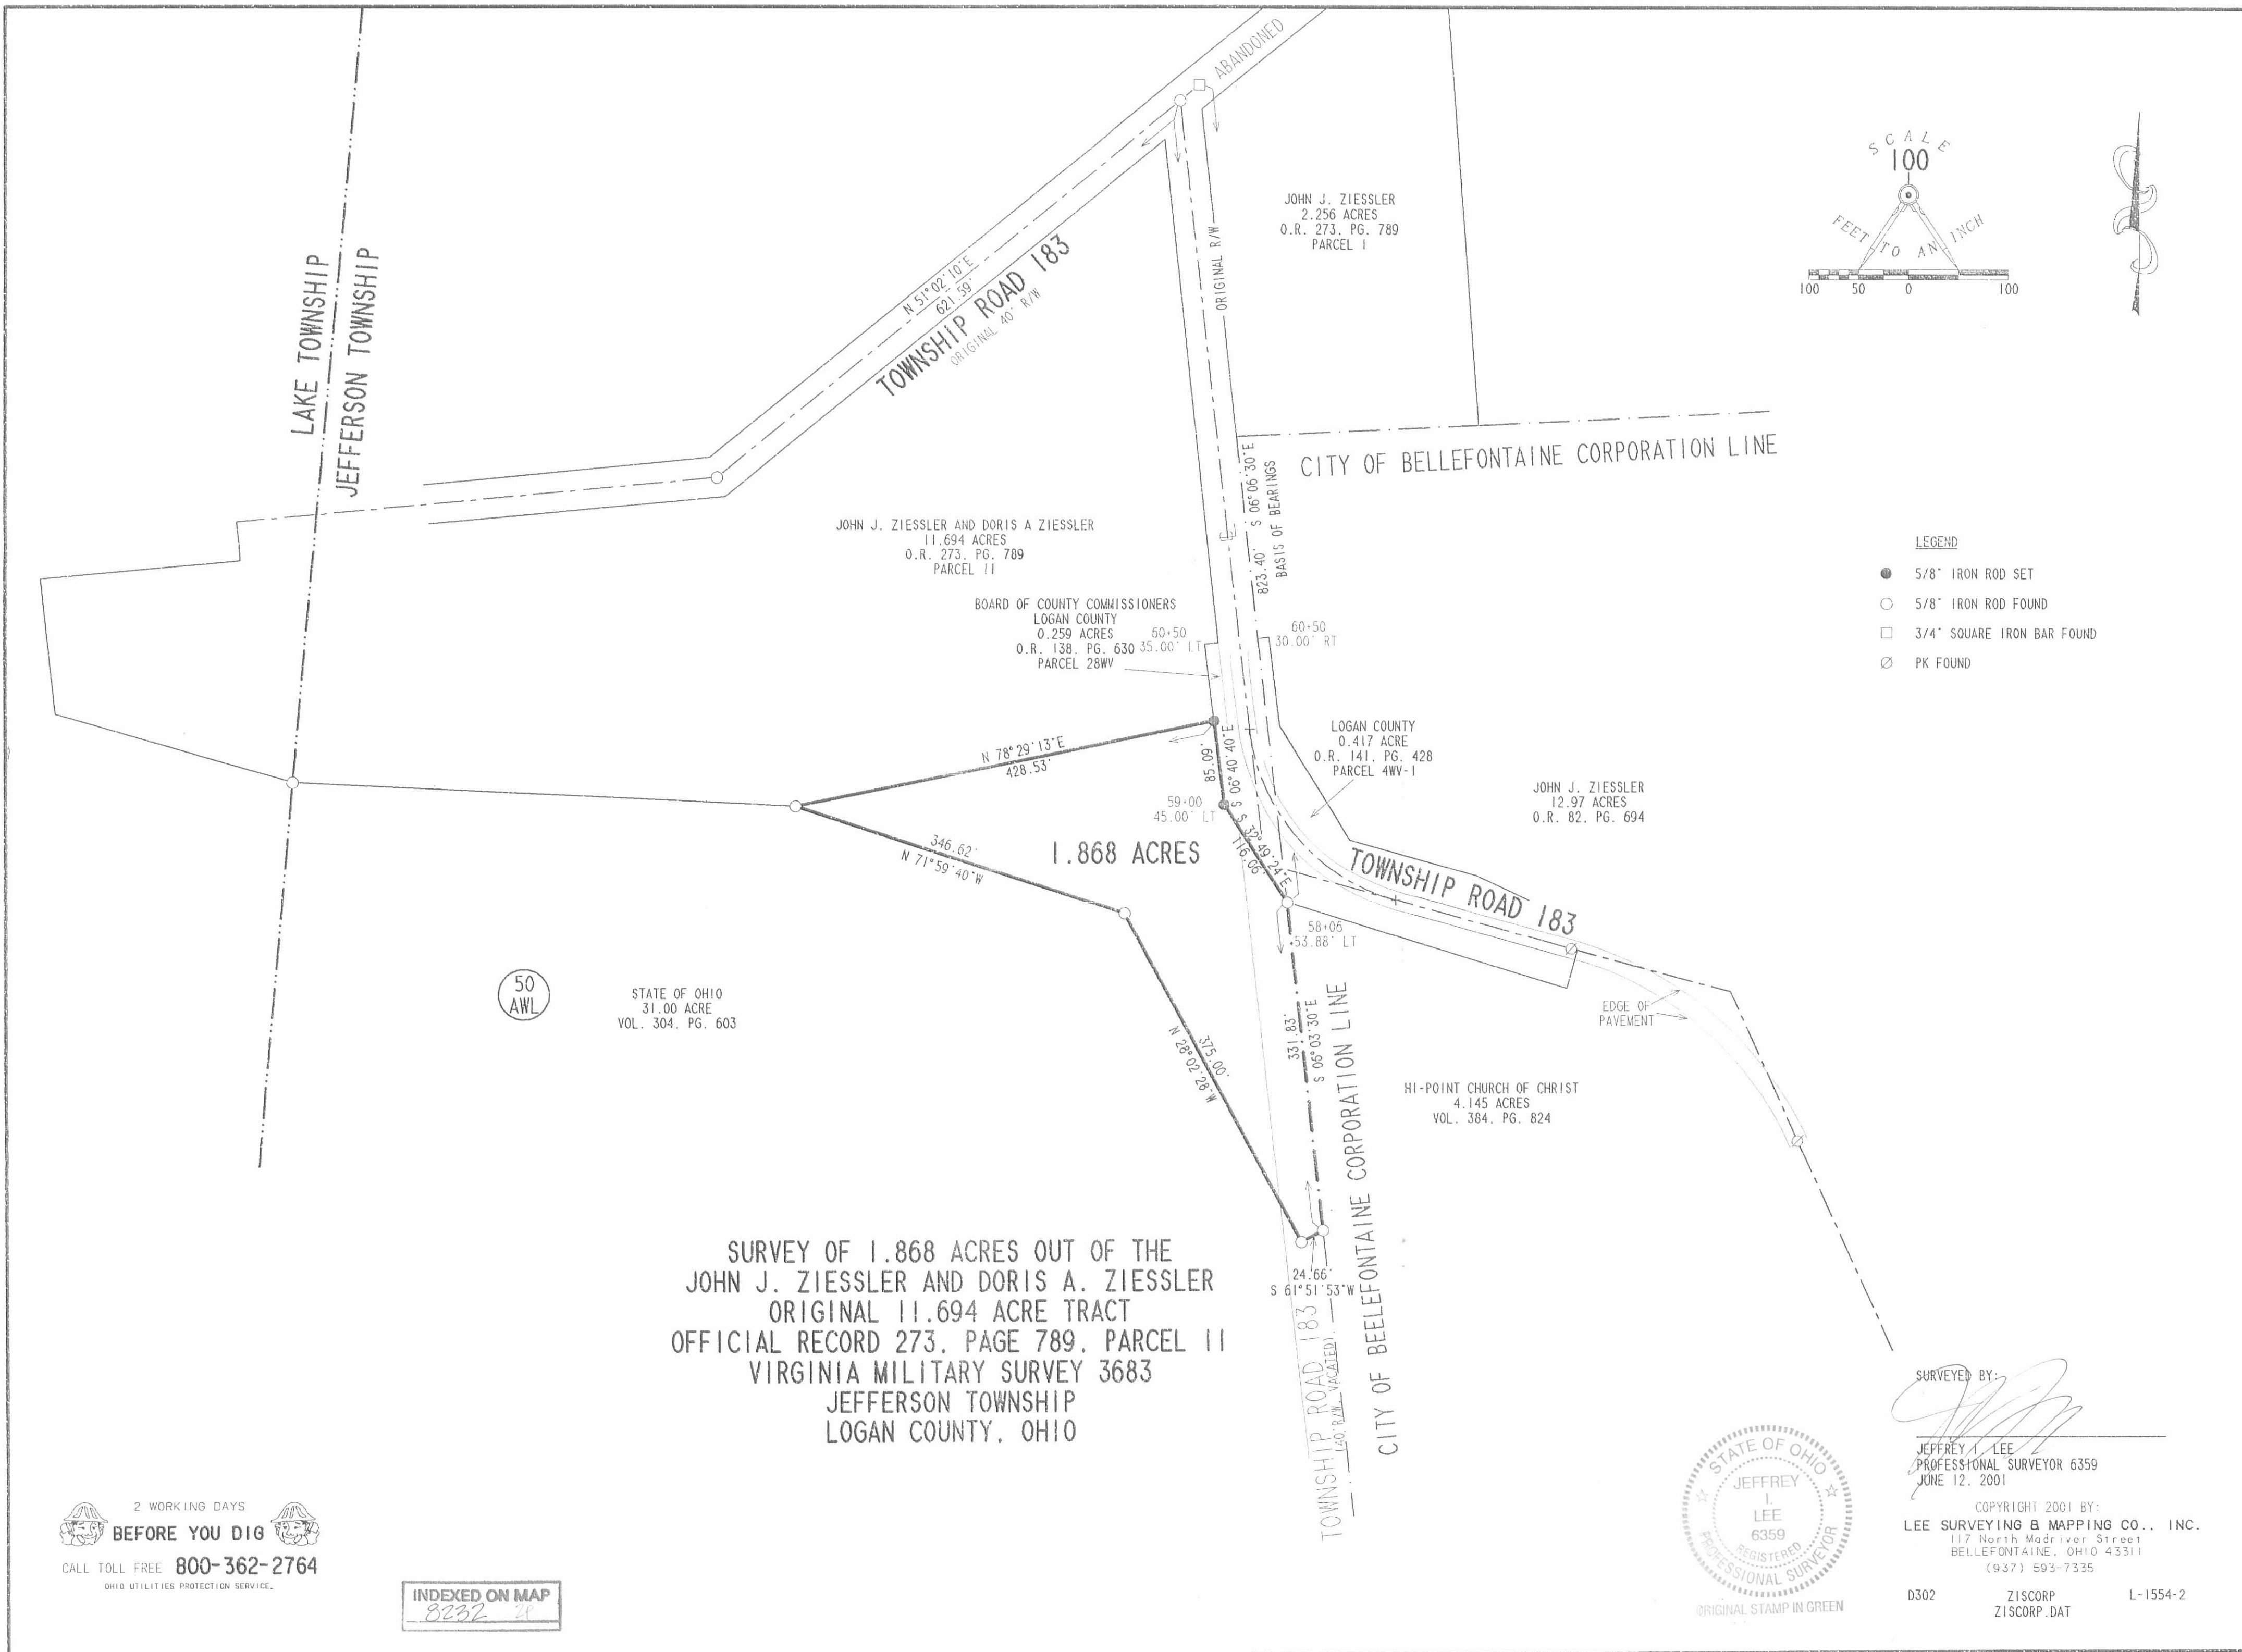 ABANDONED
LAKE TOWNSHIP
JEFFERSON TOWNSHIP
N 51°02'10"E
621.59'
TOWNSHIP ROAD 183
ORIGINAL 40' R/W
ORIGINAL R/W
JOHN J. ZIESSLER
2.256 ACRES
O.R. 273, PG. 789
PARCEL I
SCALE
100
FEET TO AN INCH
100 50 0 100
CITY OF BELLEFONTAINE CORPORATION LINE
823.40' S 06°06'30"E
BASIS OF BEARINGS
JOHN J. ZIESSLER AND DORIS A ZIESSLER
11.694 ACRES
O.R. 273, PG. 789
PARCEL II
LEGEND
5/8" IRON ROD SET
5/8" IRON ROD FOUND
3/4" SQUARE IRON BAR FOUND
PK FOUND
BOARD OF COUNTY COMMISSIONERS
LOGAN COUNTY
0.259 ACRES
O.R. 138, PG. 630
PARCEL 28WV
60+50
35.00' LT
60+50
30.00' RT
LOGAN COUNTY
0.417 ACRE
O.R. 141, PG. 428
PARCEL 4WV-1
JOHN J. ZIESSLER
12.97 ACRES
O.R. 82, PG. 694
N 78°29'13"E
428.53'
85.09'
S 06°40'40"E
59+00
45.00' LT
S 32°49'24"E
116.06'
346.62'
N 71°59'40"W
1.868 ACRES
TOWNSHIP ROAD 183
58+06
53.88' LT
50
AWL
STATE OF OHIO
31.00 ACRE
VOL. 304, PG. 603
EDGE OF
PAVEMENT
375.00'
N 28°02'28"W
331.83'
S 06°03'30"E
CITY OF BELLEFONTAINE CORPORATION LINE
HI-POINT CHURCH OF CHRIST
4.145 ACRES
VOL. 384, PG. 824
24.66'
S 61°51'53"W
TOWNSHIP ROAD 183
(40' R/W VACATED)
SURVEY OF 1.868 ACRES OUT OF THE
JOHN J. ZIESSLER AND DORIS A. ZIESSLER
ORIGINAL 11.694 ACRE TRACT
OFFICIAL RECORD 273, PAGE 789, PARCEL II
VIRGINIA MILITARY SURVEY 3683
JEFFERSON TOWNSHIP
LOGAN COUNTY, OHIO
SURVEYED BY:
JEFFREY I. LEE
PROFESSIONAL SURVEYOR 6359
JUNE 12, 2001
COPYRIGHT 2001 BY:
LEE SURVEYING & MAPPING CO., INC.
117 North Madriver Street
BELLEFONTAINE, OHIO 43311
(937) 593-7335
D302 ZISCORP L-1554-2
ZISCORP.DAT
STATE OF OHIO
JEFFREY
I.
LEE
6359
REGISTERED
PROFESSIONAL SURVEYOR
ORIGINAL STAMP IN GREEN
2 WORKING DAYS
BEFORE YOU DIG
CALL TOLL FREE 800-362-2764
OHIO UTILITIES PROTECTION SERVICE.
INDEXED ON MAP
8232